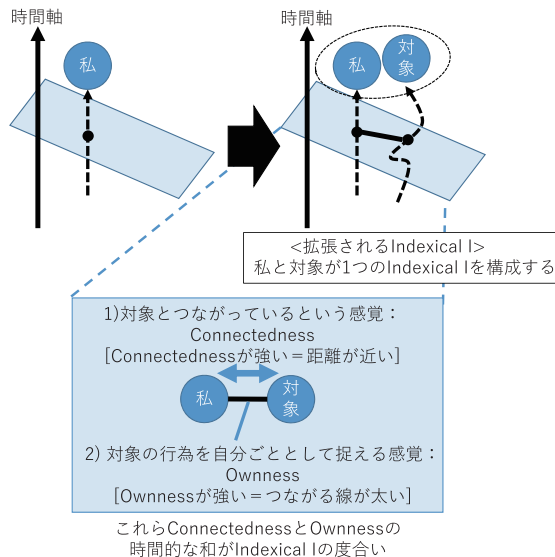 時間軸
私
時間軸
私
対象
<拡張されるIndexical I>
私と対象が1つのIndexical Iを構成する
1)対象とつながっているという感覚：
Connectedness
[Connectednessが強い＝距離が近い]
私
対象
2) 対象の行為を自分ごととして捉える感覚：
Ownness
[Ownnessが強い＝つながる線が太い]
これらConnectednessとOwnnessの
時間的な和がIndexical Iの度合い